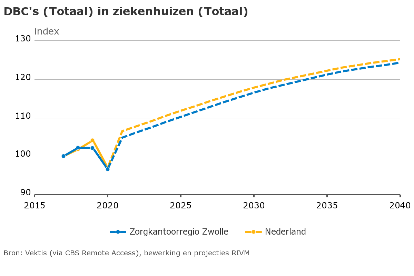 DBC's (Totaal) in ziekenhuizen (Totaal)
Index
130
120
110
100
90
2015 2020 2025 2030 2035 2040
Zorgkantoorregio Zwolle Nederland
Bron: Vektis (via CBS Remote Access), bewerking en projecties RIVM